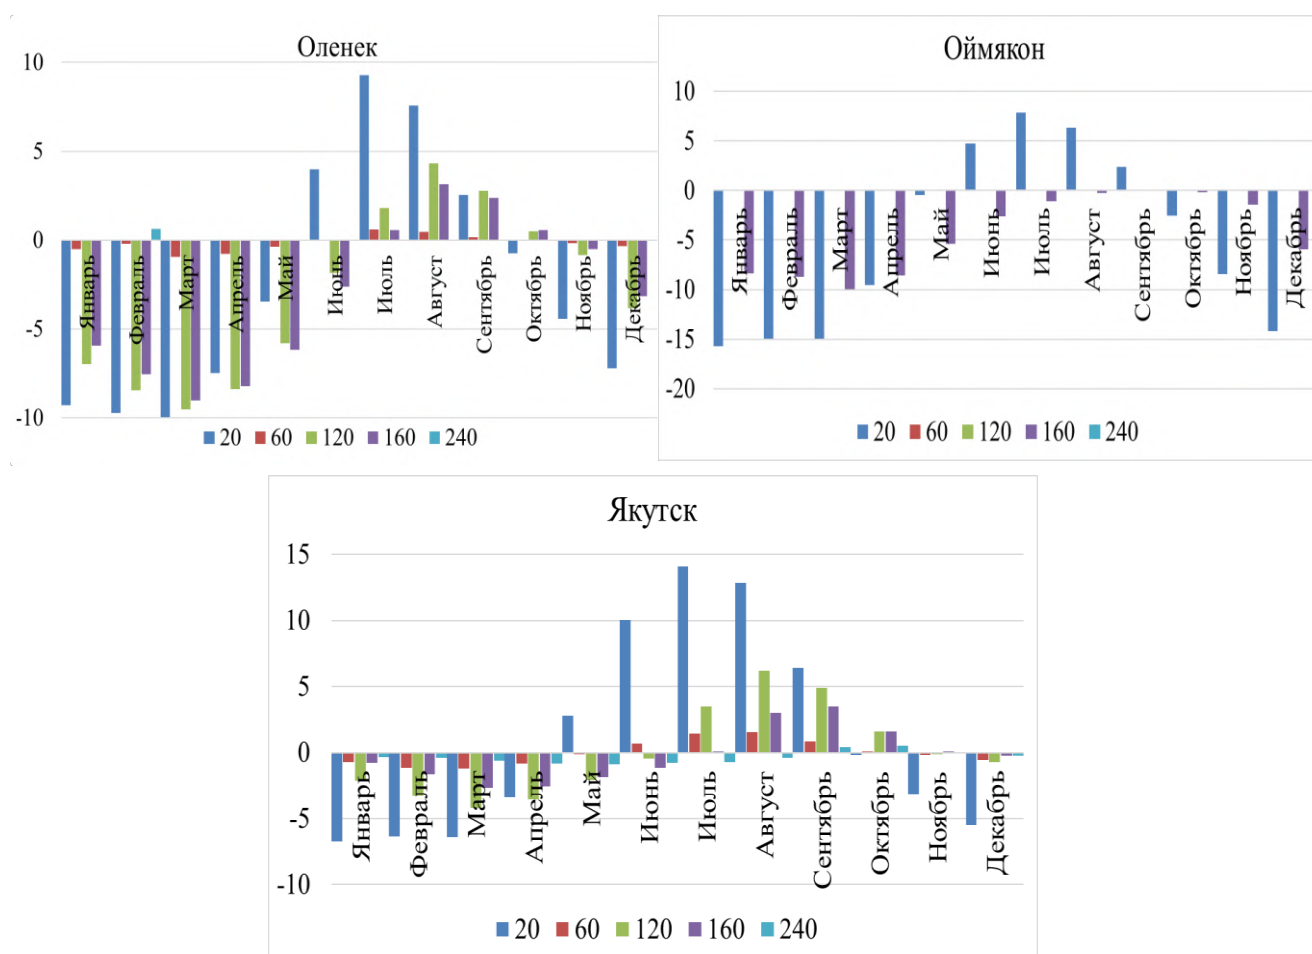 Оленек
10
5
0
-5
-10
Январь
Февраль
Март
Апрель
Май
Июнь
Июль
Август
Сентябрь
Октябрь
Ноябрь
Декабрь
20 60 120 160 240
Оймякон
10
5
0
-5
-10
-15
-20
Январь
Февраль
Март
Апрель
Май
Июнь
Июль
Август
Сентябрь
Октябрь
Ноябрь
Декабрь
20 60 120 160 240
Якутск
15
10
5
0
-5
-10
Январь
Февраль
Март
Апрель
Май
Июнь
Июль
Август
Сентябрь
Октябрь
Ноябрь
Декабрь
20 60 120 160 240